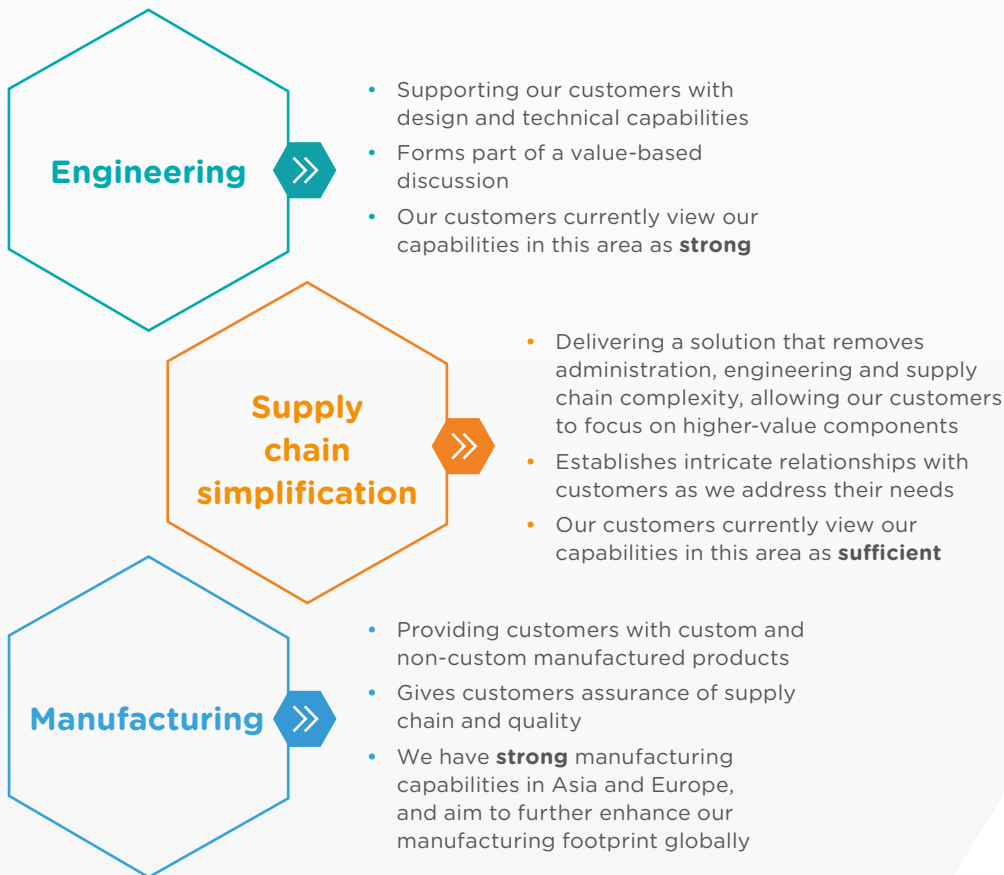 Engineering
• Supporting our customers with
design and technical capabilities
• Forms part of a value-based
discussion
• Our customers currently view our
capabilities in this area as strong
Supply
chain
simplification
• Delivering a solution that removes
administration, engineering and supply
chain complexity, allowing our customers
to focus on higher-value components
• Establishes intricate relationships with
customers as we address their needs
• Our customers currently view our
capabilities in this area as sufficient
Manufacturing
• Providing customers with custom and
non-custom manufactured products
• Gives customers assurance of supply
chain and quality
• We have strong manufacturing
capabilities in Asia and Europe,
and aim to further enhance our
manufacturing footprint globally